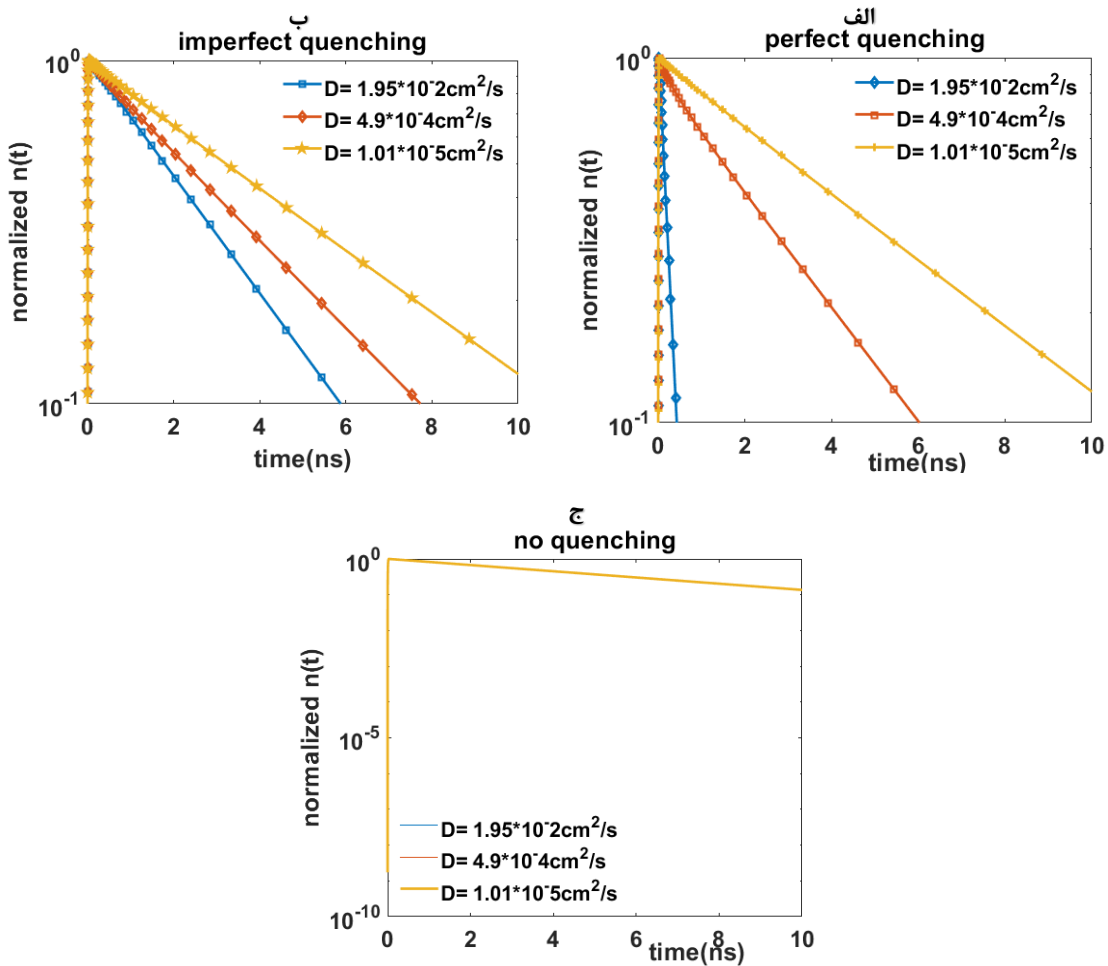 ب
imperfect quenching
10^0
D= 1.95*10^-2cm^2/s
D= 4.9*10^-4cm^2/s
D= 1.01*10^-5cm^2/s
normalized n(t)
10^-1
0 2 4 6 8 10
time(ns)
الف
perfect quenching
10^0
D= 1.95*10^-2cm^2/s
D= 4.9*10^-4cm^2/s
D= 1.01*10^-5cm^2/s
normalized n(t)
10^-1
0 2 4 6 8 10
time(ns)
ج
no quenching
10^0
normalized n(t)
10^-5
D= 1.95*10^-2cm^2/s
D= 4.9*10^-4cm^2/s
D= 1.01*10^-5cm^2/s
10^-10
0 2 4 6 8 10
time(ns)